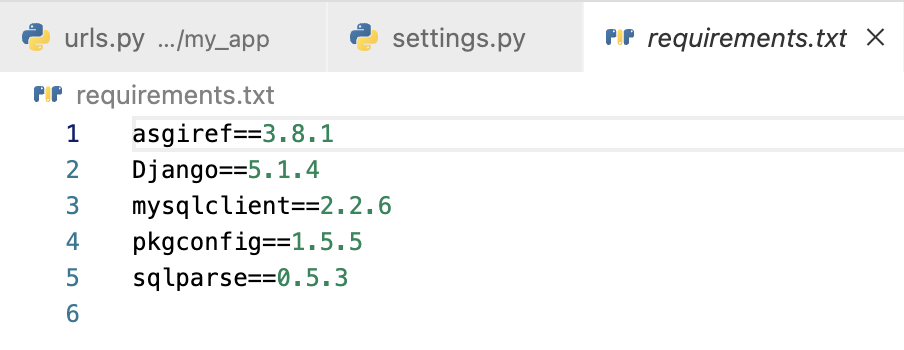 urls.py .../my_app
settings.py
requirements.txt
requirements.txt
1 asgiref==3.8.1
2 Django==5.1.4
3 mysqlclient==2.2.6
4 pkgconfig==1.5.5
5 sqlparse==0.5.3
6